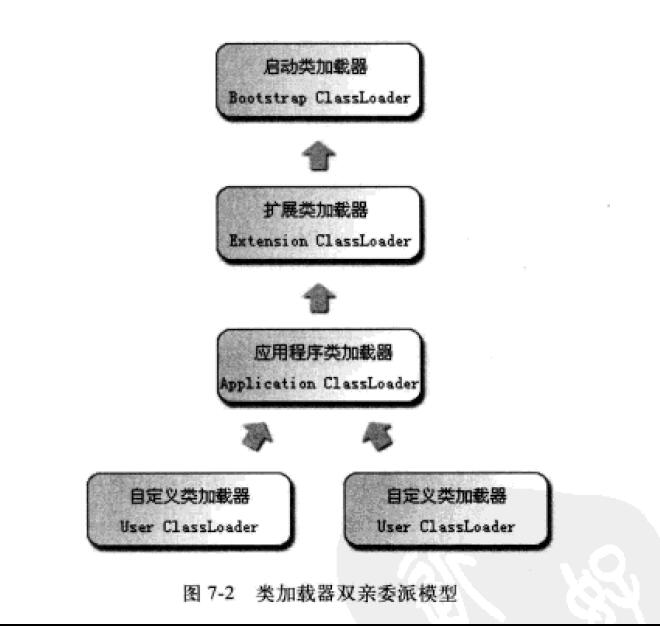 启动类加载器
Bootstrap ClassLoader
扩展类加载器
Extension ClassLoader
应用程序类加载器
Application ClassLoader
自定义类加载器
User ClassLoader
自定义类加载器
User ClassLoader
图 7-2 类加载器双亲委派模型